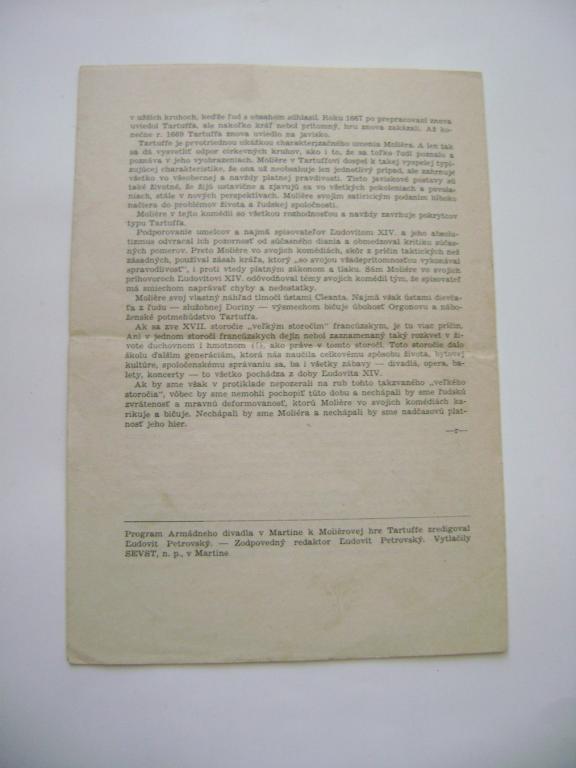 v užších kruhoch, keďže ľud s obsahom súhlasil. Roku 1667 po prepracovaní znova
uviedol Tartuffa, ale nakoľko kráľ nebol prítomný, hru znova zakázali. Až ko-
nečne r. 1669 Tartuffa znova uviedlo na javisko.
Tartuffe je prvotriednou ukážkou charakterizačného umenia Moliéra. A len tak
sa dá vysvetliť odpor cirkevných kruhov, ako i to, že sa toľko ľudí poznalo a
poznáva v jeho vyobrazeniach. Moliére v Tartuffovi dospel k takej vyspelej typi-
zujúcej charakteristike, že ona už neobsahuje len jednotlivý prípad, ale zahrnuje
všetko vo všeobecnej a navždy platnej pravdivosti. Tieto javiskové postavy sú
také životné, že žijú ustavične a zjavujú sa vo všetkých pokoleniach a povola-
niach, stále v nových perspektívach. Moliére svojím satirickým podaním hlboko
načiera do problémov života a ľudskej spoločnosti.
Moliére v tejto komédii so všetkou rozhodnosťou a navždy zavrhuje pokrytcov
typu Tartuffa.
Podporovanie umelcov a najmä spisovateľov Ľudovítom XIV. a jeho absolu-
tizmus odvracal ich pozornosť od súčasného diania a obmedzoval kritiku súčas-
ných pomerov. Preto Moliére vo svojich komédiách, skôr z príčin taktických než
zásadných, používal zásah kráľa, ktorý „so svojou vžadeprítomnosťou vykonával
spravodlivosť“, i proti vtedy platným zákonom a tlaku. Sám Moliére vo svojich
príhovoroch Ľudovítovi XIV. odôvodňoval témy svojich komédií tým, že spisovateľ
má smiechom naprávať chyby a nedostatky.
Moliére svoj vlastný náhľad tlmočí ústami Cleanta. Najmä však ústami dievča-
ťa z ľudu — služobnej Doriny — výsmechom bičuje úbohosť Orgonovu a nábo-
ženské potmehúdstvo Tartuffa.
Ak sa zve XVII. storočie „veľkým storočím“ francúzskym, je tu viac príčin.
Ani v jednom storočí francúzskych dejín nebol zaznamenaný taký rozkvet v ži-
vote duchovnom i hmotnom ako práve v tomto storočí. Toto storočie dalo
školu ďalším generáciám, ktorá nás naučila celkovému spôsobu života, bytovej
kultúre, spoločenskému správaniu sa, ba i všetky zábavy — divadlá, opera, ba-
lety, koncerty — to všetko pochádza z doby Ľudovíta XIV.
Ak by sme však v protiklade nepozerali na rub tohto takzvaného „veľkého
storočia“, vôbec by sme nemohli pochopiť túto dobu a nechápali by sme ľudskú
zvrátenosť a mravnú deformovanosť, ktorú Moliére vo svojich komédiách ka-
rikuje a bičuje. Nechápali by sme Moliéra a nechápali by sme nadčasovú plat-
nosť jeho hier.
Program Armádneho divadla v Martine k Moliérovej hre Tartuffe zredigoval
Ľudovít Petrovský. — Zodpovedný redaktor Ľudovít Petrovský. Vytlačily
SEVST, n. p., v Martine